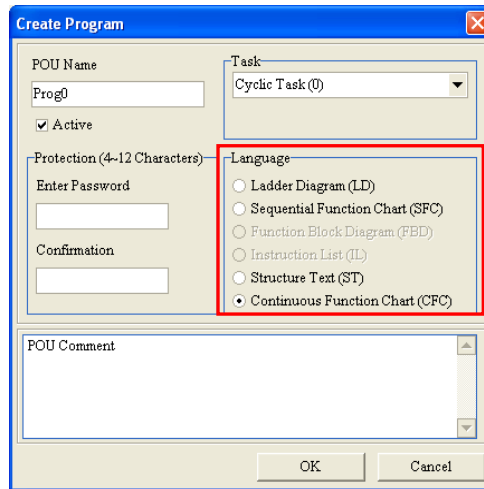 Create Program
POU Name
Prog0
Active
Task
Cyclic Task (0)
Protection (4~12 Characters)
Enter Password
Confirmation
Language
Ladder Diagram (LD)
Sequential Function Chart (SFC)
Function Block Diagram (FBD)
Instruction List (IL)
Structure Text (ST)
Continuous Function Chart (CFC)
POU Comment
OK
Cancel